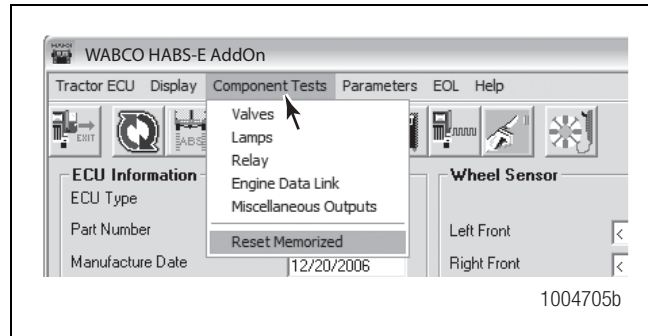 WABCO HABS-E AddOn
Tractor ECU Display Component Tests Parameters EOL Help
EXIT
ABS
Valves
Lamps
Relay
Engine Data Link
Miscellaneous Outputs
Reset Memorized
ECU Information
ECU Type
Part Number
Manufacture Date
12/20/2006
Wheel Sensor
Left Front
<
Right Front
<
1004705b